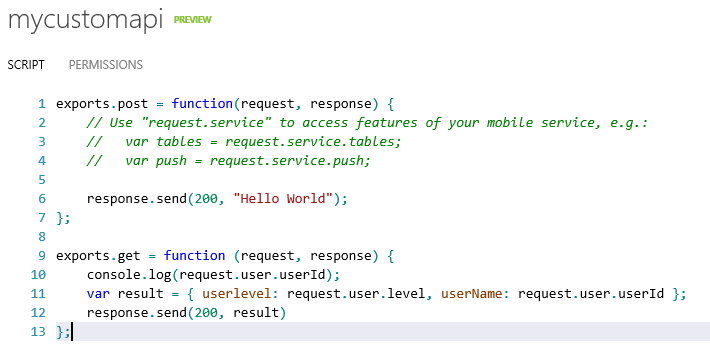 mycustomapi PREVIEW
SCRIPT PERMISSIONS
1 exports.post = function(request, response) {
2     // Use "request.service" to access features of your mobile service, e.g.:
3     //   var tables = request.service.tables;
4     //   var push = request.service.push;
5
6     response.send(200, "Hello World");
7 };
8
9 exports.get = function (request, response) {
10     console.log(request.user.userId);
11     var result = { userlevel: request.user.level, userName: request.user.userId };
12     response.send(200, result)
13 };